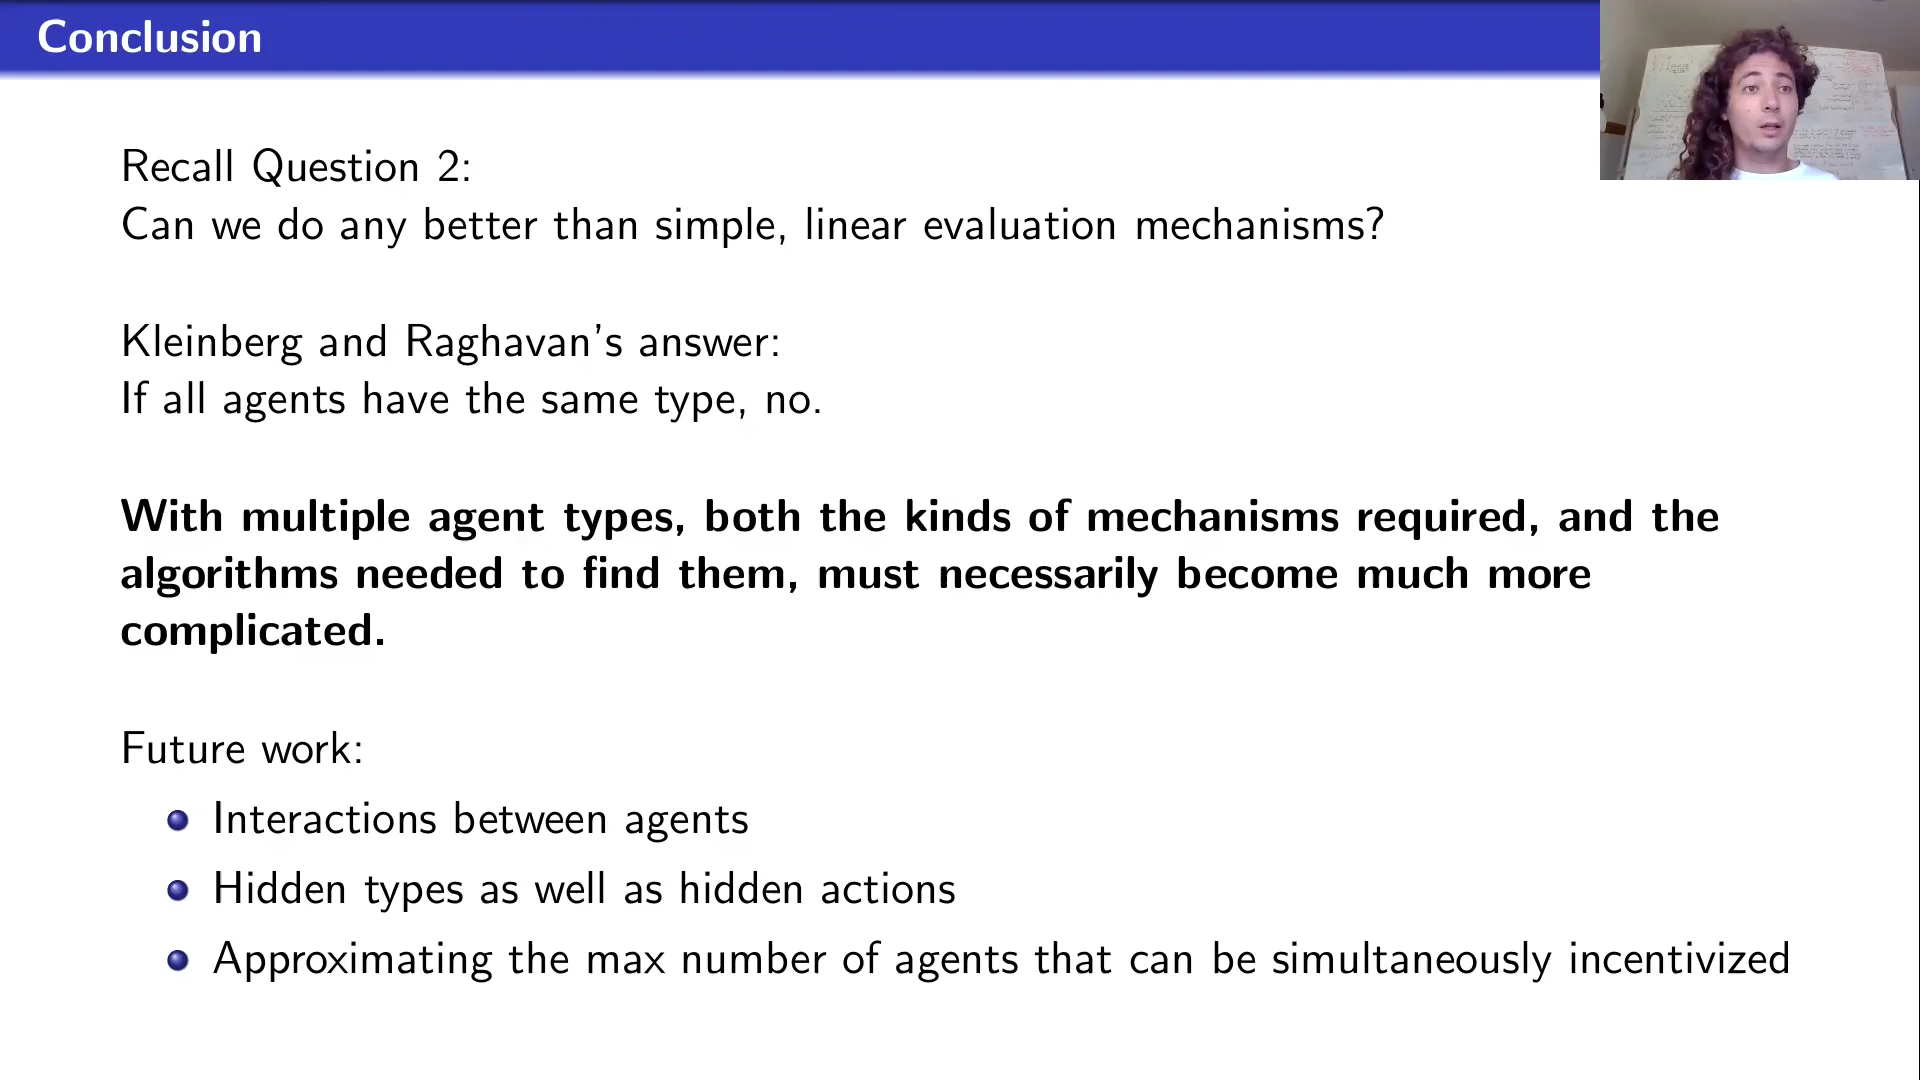 Conclusion
Recall Question 2:
Can we do any better than simple, linear evaluation mechanisms?
Kleinberg and Raghavan's answer:
If all agents have the same type, no.
With multiple agent types, both the kinds of mechanisms required, and the
algorithms needed to find them, must necessarily become much more
complicated.
Future work:
Interactions between agents
Hidden types as well as hidden actions
Approximating the max number of agents that can be simultaneously incentivized